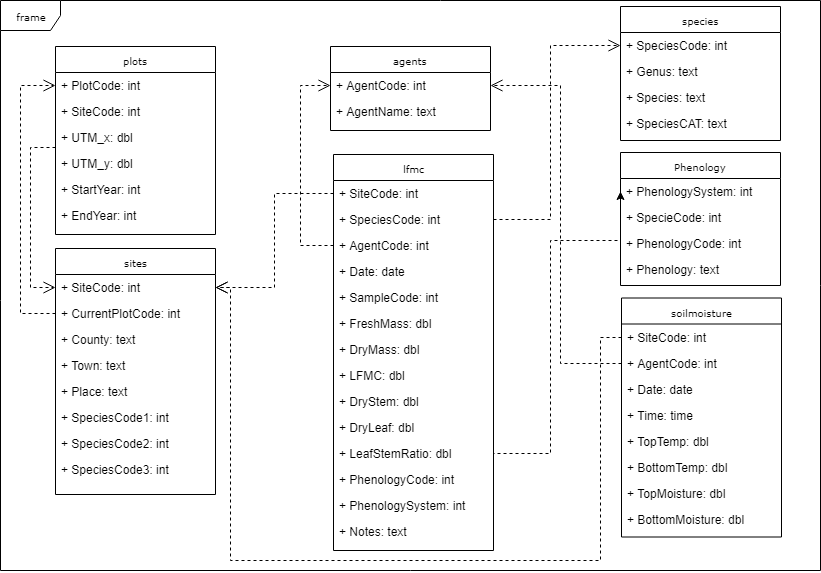 frame
plots
+ PlotCode: int
+ SiteCode: int
+ UTM_x: dbl
+ UTM_y: dbl
+ StartYear: int
+ EndYear: int
sites
+ SiteCode: int
+ CurrentPlotCode: int
+ County: text
+ Town: text
+ Place: text
+ SpeciesCode1: int
+ SpeciesCode2: int
+ SpeciesCode3: int
agents
+ AgentCode: int
+ AgentName: text
lfmc
+ SiteCode: int
+ SpeciesCode: int
+ AgentCode: int
+ Date: date
+ SampleCode: int
+ FreshMass: dbl
+ DryMass: dbl
+ LFMC: dbl
+ DryStem: dbl
+ DryLeaf: dbl
+ LeafStemRatio: dbl
+ PhenologyCode: int
+ PhenologySystem: int
+ Notes: text
species
+ SpeciesCode: int
+ Genus: text
+ Species: text
+ SpeciesCAT: text
Phenology
+ PhenologySystem: int
+ SpecieCode: int
+ PhenologyCode: int
+ Phenology: text
soilmoisture
+ SiteCode: int
+ AgentCode: int
+ Date: date
+ Time: time
+ TopTemp: dbl
+ BottomTemp: dbl
+ TopMoisture: dbl
+ BottomMoisture: dbl